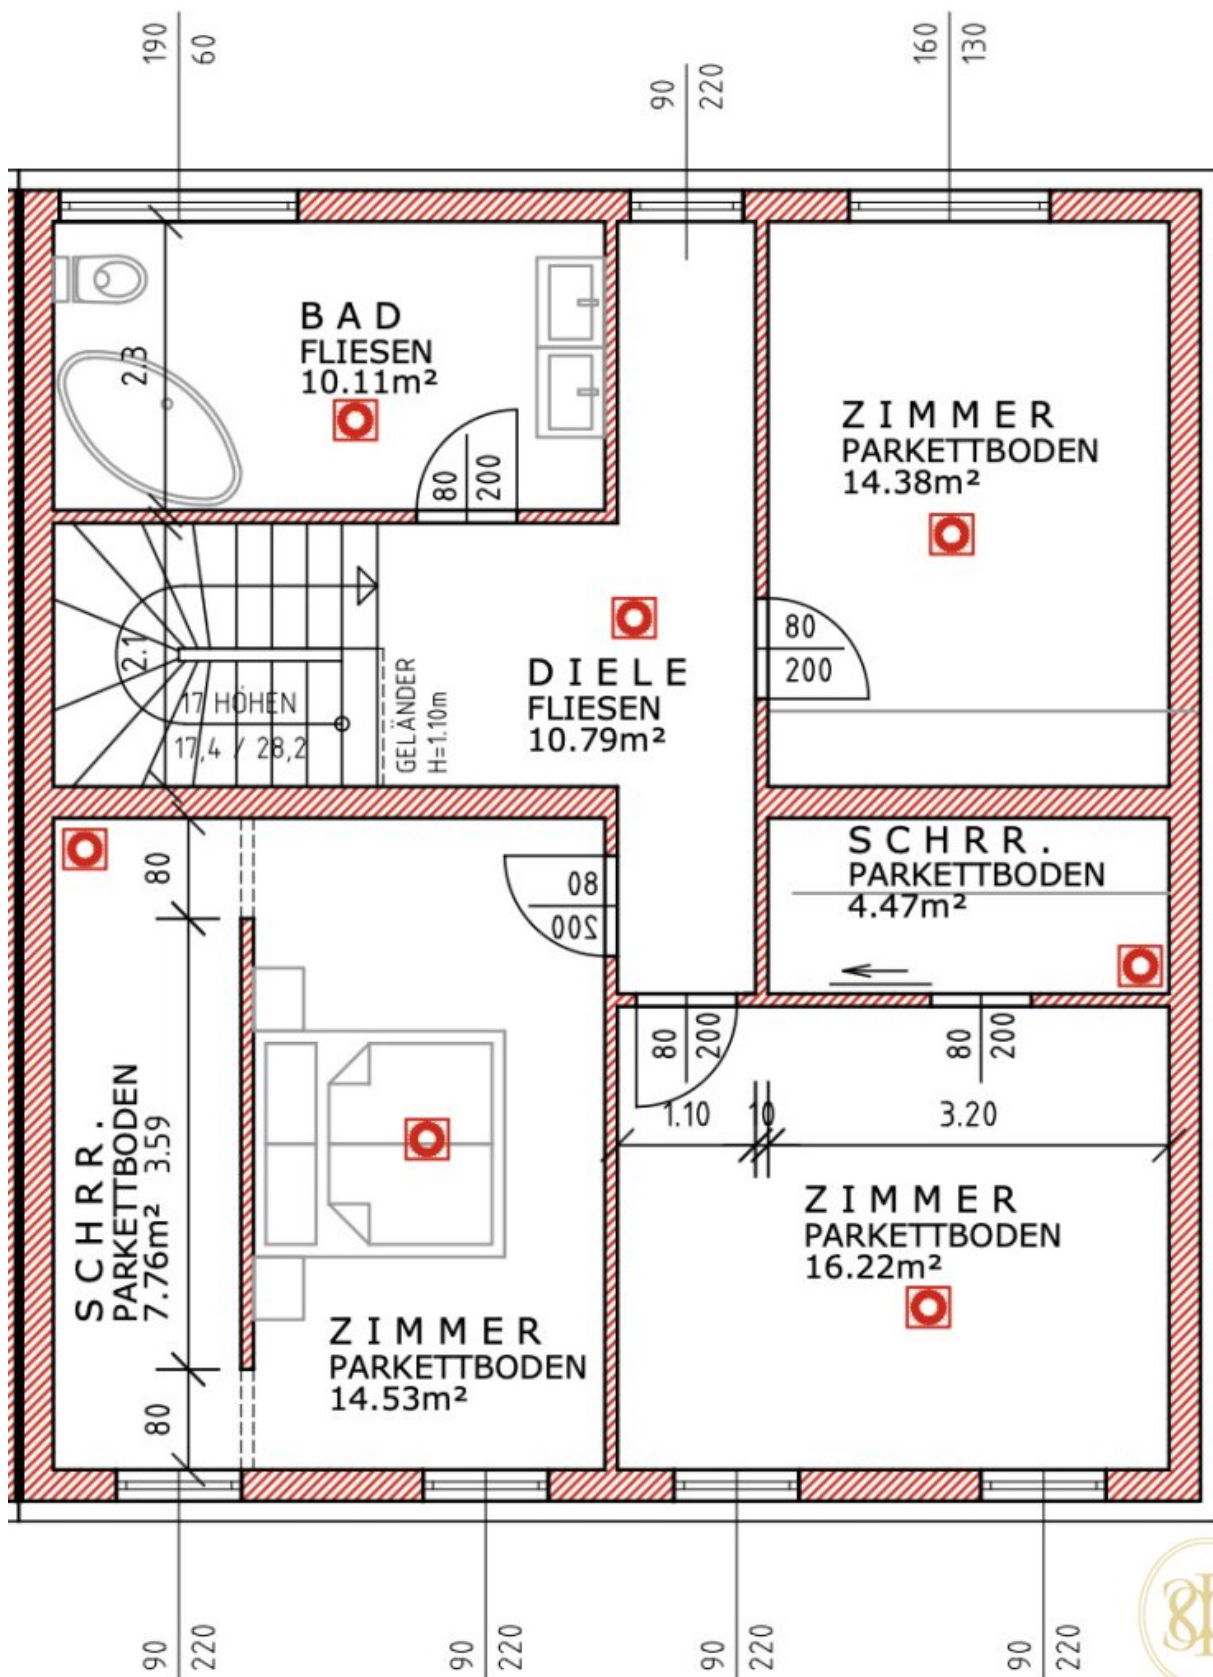 190
60
90
220
160
130
BAD
FLIESEN
10.11m²
2.3
80
200
ZIMMER
PARKETTBODEN
14.38m²
80
200
DIELE
FLIESEN
10.79m²
2.1
17 HÖHEN
17,4 / 28,2
GELÄNDER
H=1.10m
80
80
200
SCHRR.
PARKETTBODEN
4.47m²
80
200
80
200
1.10
10
3.20
SCHRR.
PARKETTBODEN
7.76m²
3.59
ZIMMER
PARKETTBODEN
16.22m²
ZIMMER
PARKETTBODEN
14.53m²
80
90
220
90
220
90
220
90
220